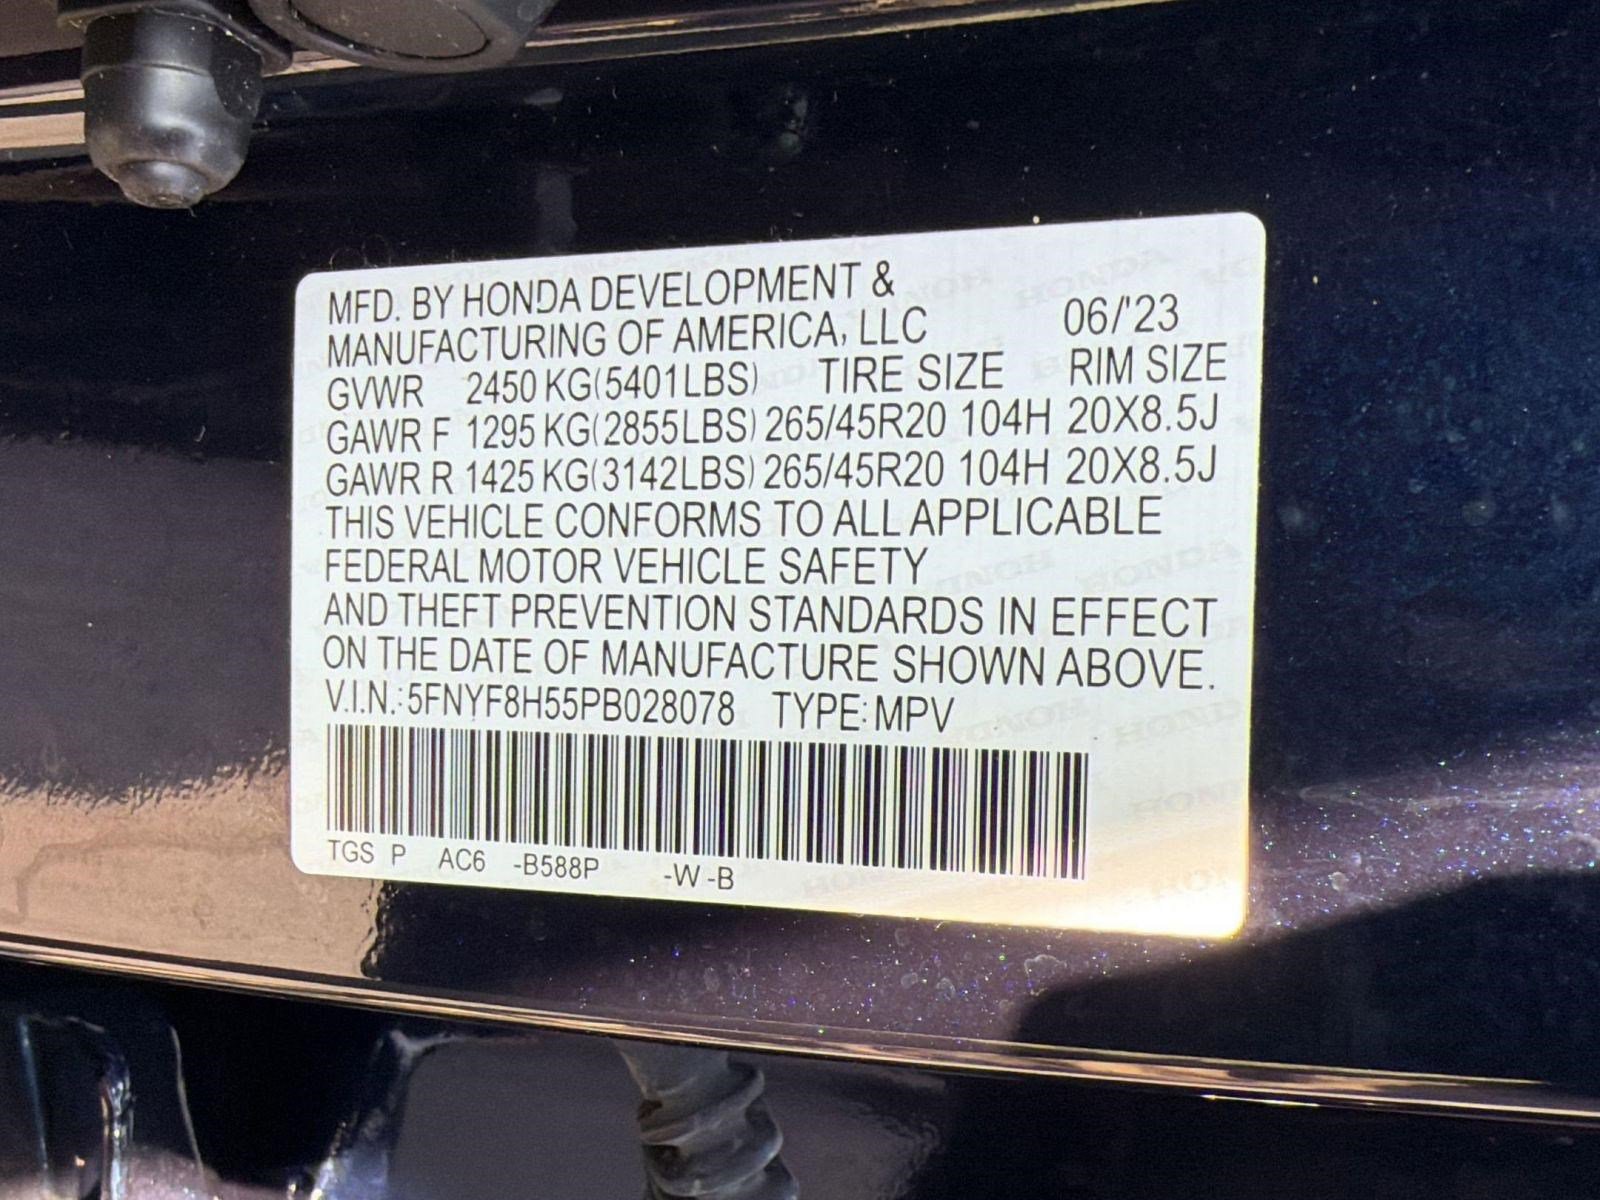 MFD. BY HONDA DEVELOPMENT &
MANUFACTURING OF AMERICA, LLC 06/'23
GVWR 2450 KG(5401LBS) TIRE SIZE RIM SIZE
GAWR F 1295 KG(2855LBS) 265/45R20 104H 20X8.5J
GAWR R 1425 KG(3142LBS) 265/45R20 104H 20X8.5J
THIS VEHICLE CONFORMS TO ALL APPLICABLE
FEDERAL MOTOR VEHICLE SAFETY
AND THEFT PREVENTION STANDARDS IN EFFECT
ON THE DATE OF MANUFACTURE SHOWN ABOVE.
V.I.N.: 5FNYF8H55PB028078 TYPE: MPV
TGS P AC6 -B588P -W -B